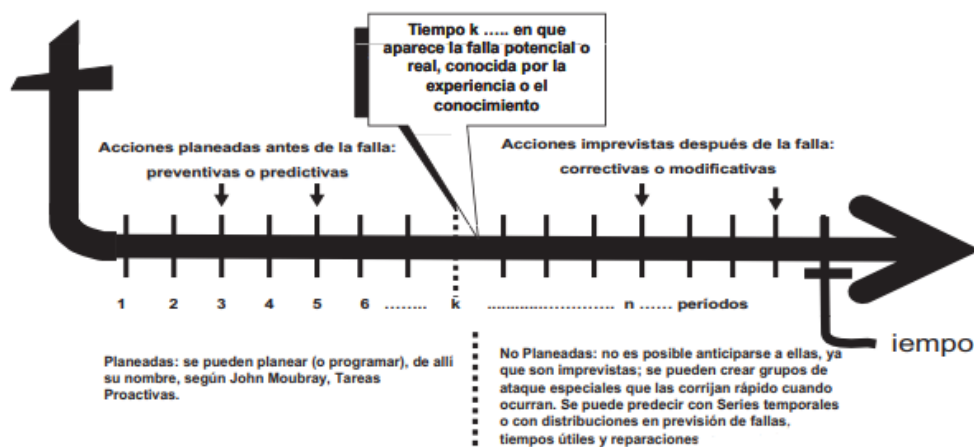 Tiempo k ….. en que
aparece la falla potencial o
real, conocida por la
experiencia o el
conocimiento
Acciones planeadas antes de la falla:
preventivas o predictivas
Acciones imprevistas después de la falla:
correctivas o modificativas
1 2 3 4 5 6 …….. k ........................... n …… períodos
iempo
Planeadas: se pueden planear (o programar), de allí
su nombre, según John Moubray, Tareas
Proactivas.
No Planeadas: no es posible anticiparse a ellas, ya
que son imprevistas; se pueden crear grupos de
ataque especiales que las corrijan rápido cuando
ocurran. Se puede predecir con Series temporales
o con distribuciones en previsión de fallas,
tiempos útiles y reparaciones